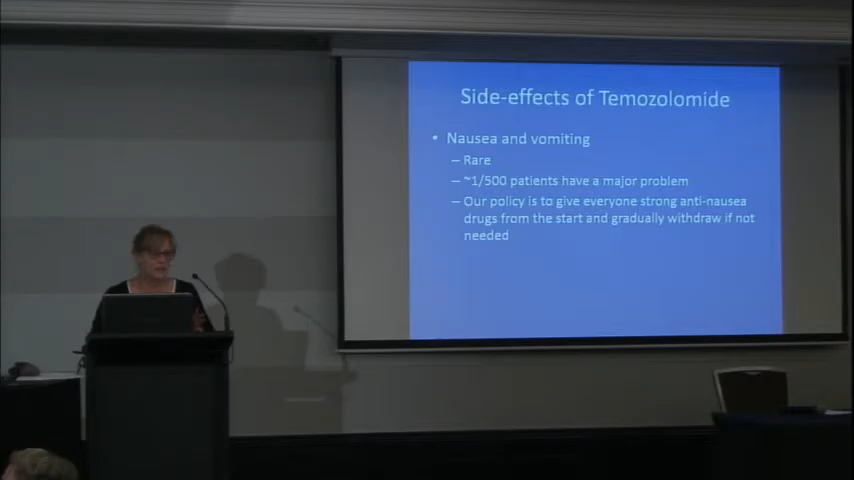 Side-effects of Temozolomide
• Nausea and vomiting
– Rare
– ~1/500 patients have a major problem
– Our policy is to give everyone strong anti-nausea
drugs from the start and gradually withdraw if not
needed